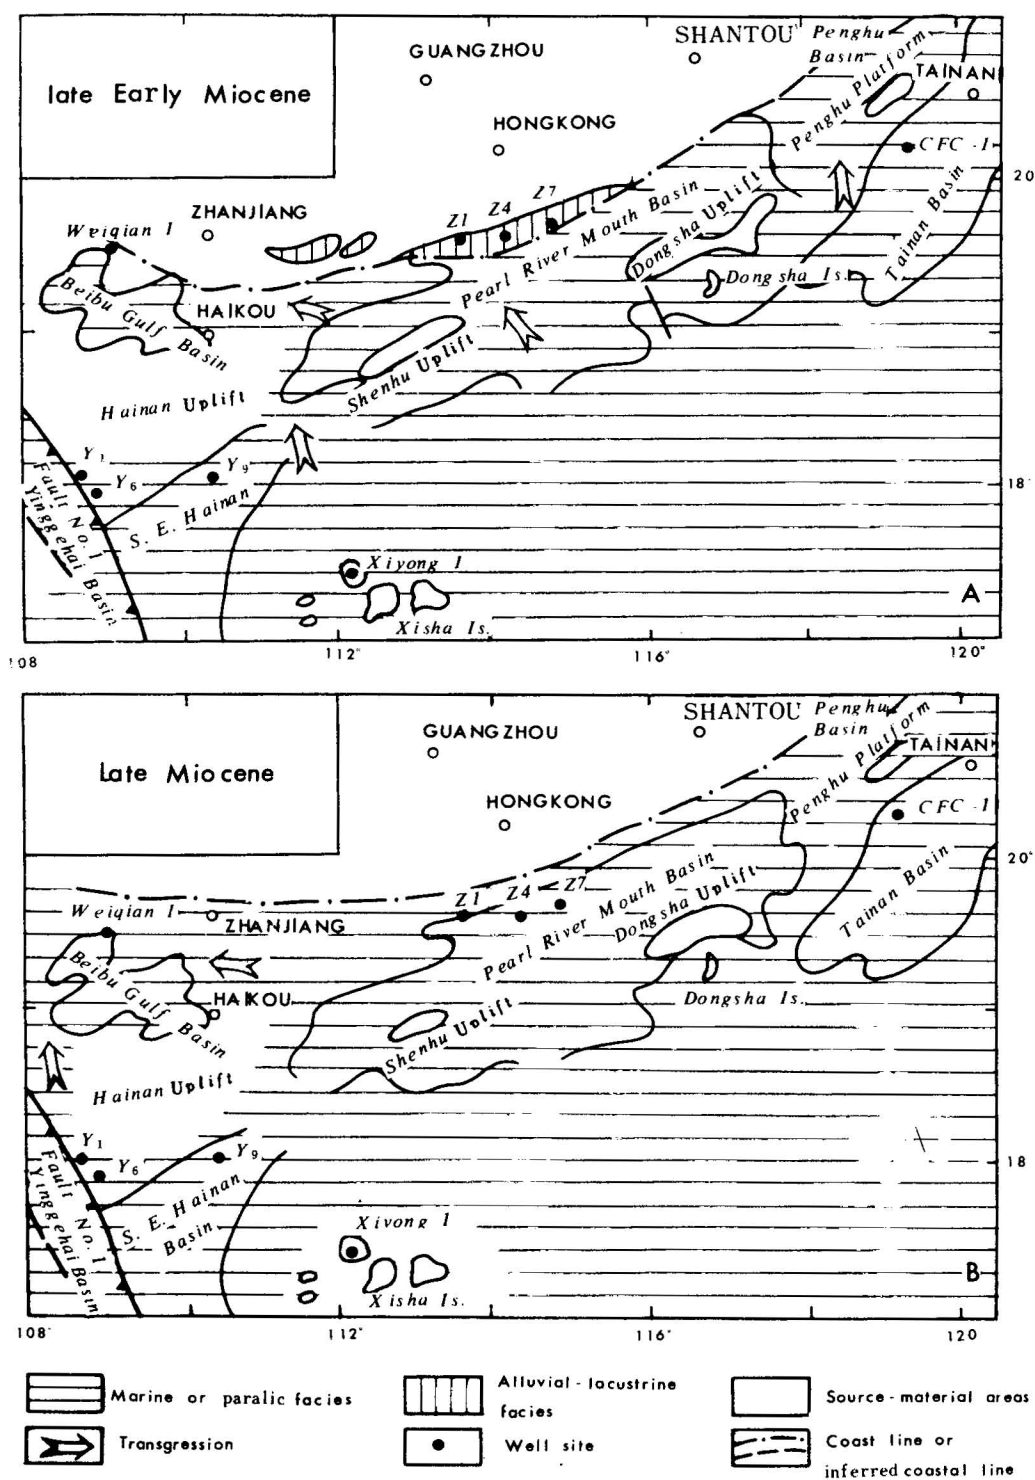 late Early Miocene
GUANGZHOU
SHANTOU
Penghu
Basin
Penghu Platform
TAINAN
HONGKONG
CFC-1
20
Z7
Z4
Z1
Pearl River Mouth Basin
Dongsha Uplift
Tainan Basin
ZHANJIANG
Weiqian 1
Dongsha Is.
HAIKOU
Beibu Gulf
Basin
Shenhu Uplift
Hainan Uplift
Y1
Y6
Y9
18
Fault No.1
Yinggehai Basin
S. E. Hainan
Xiyong 1
Xisha Is.
A
108
112°
116°
120°
Late Miocene
GUANGZHOU
SHANTOU
Penghu
Basin
Penghu Platform
TAINAN
HONGKONG
CFC-1
20°
Z7
Z4
Z1
Pearl River Mouth Basin
Dongsha Uplift
Tainan Basin
Weiqian 1
ZHANJIANG
Dongsha Is.
HAIKOU
Beibu Gulf
Basin
Shenhu Uplift
Hainan Uplift
Y1
Y6
Y9
18
Fault No.1
Yinggehai Basin
S. E. Hainan
Basin
Xiyong 1
Xisha Is.
B
108°
112°
116°
120
Marine or paralic facies
Alluvial-lacustrine
facies
Source-material areas
Transgression
Well site
Coast line or
inferred coastal line